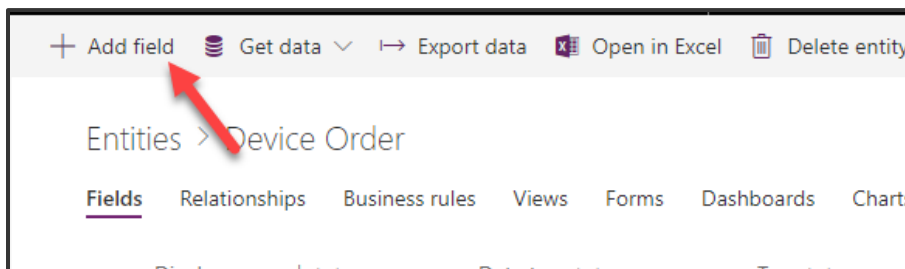 Add field Get data Export data Open in Excel Delete entity
Entities > Device Order
Fields Relationships Business rules Views Forms Dashboards Charts